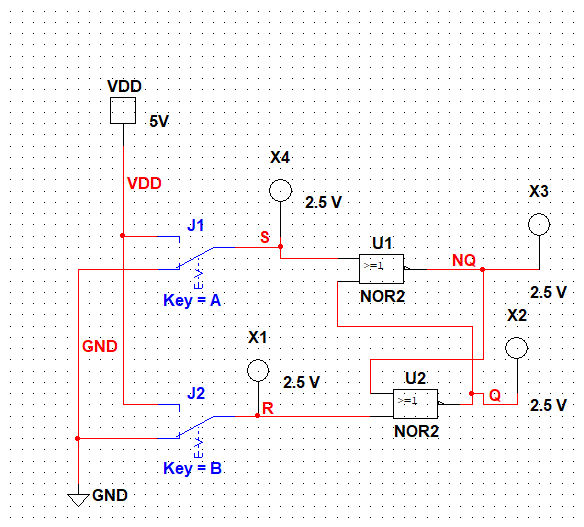 VDD
5V
X4
VDD
2.5 V
X3
J1
S
U1
NQ
>=1
Key = A
NOR2
2.5 V
X2
X1
GND
2.5 V
U2
J2
Q
>=1
R
2.5 V
NOR2
Key = B
GND